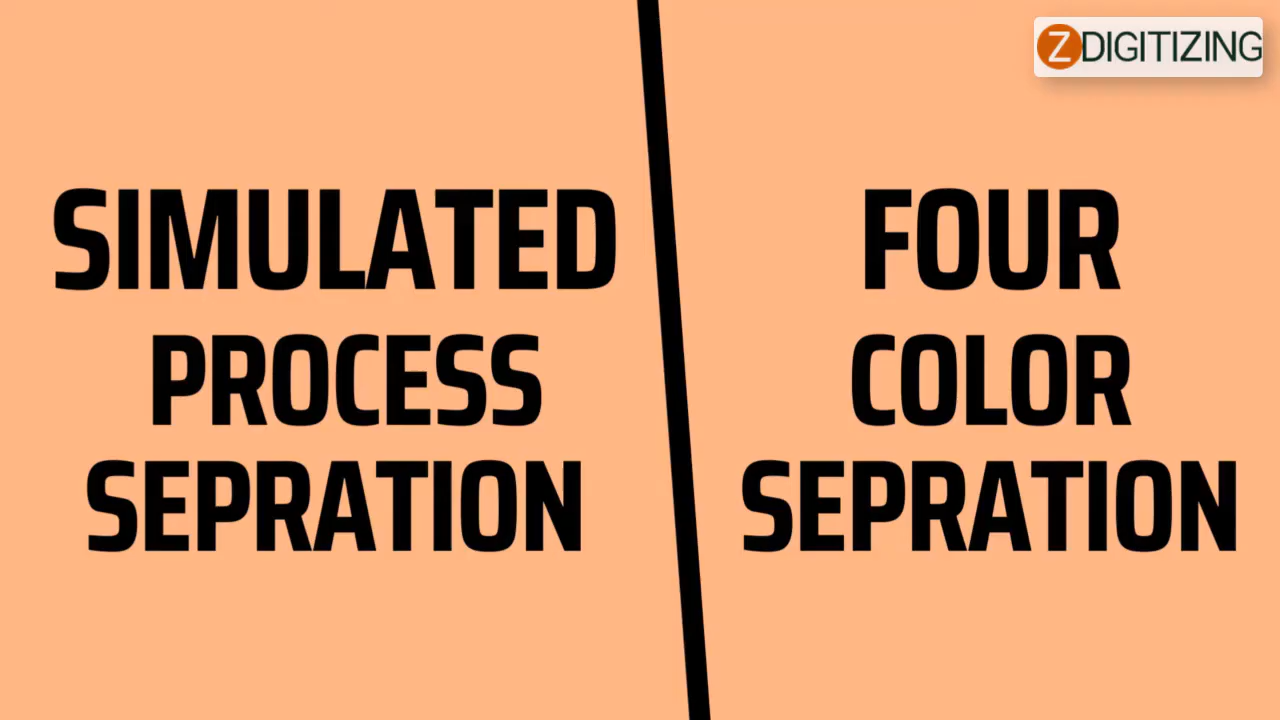 Z DIGITIZING
SIMULATED
PROCESS
SEPRATION
FOUR
COLOR
SEPRATION